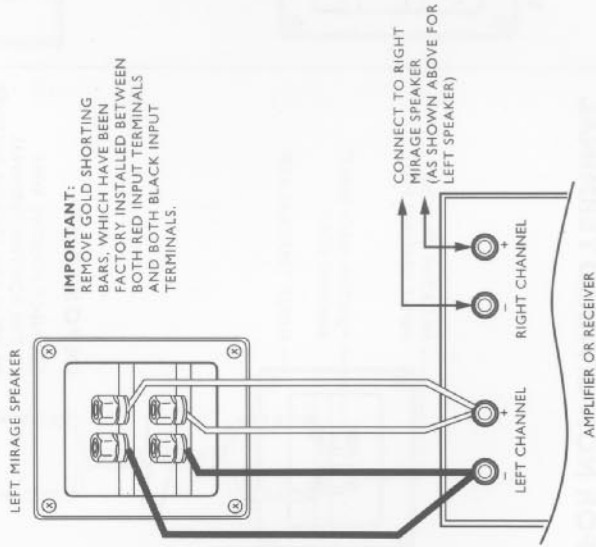 LEFT MIRAGE SPEAKER
IMPORTANT:
REMOVE GOLD SHORTING
BARS, WHICH HAVE BEEN
FACTORY INSTALLED BETWEEN
BOTH RED INPUT TERMINALS
AND BOTH BLACK INPUT
TERMINALS.
CONNECT TO RIGHT
MIRAGE SPEAKER
(AS SHOWN ABOVE FOR
LEFT SPEAKER)
– +
LEFT CHANNEL
– +
RIGHT CHANNEL
AMPLIFIER OR RECEIVER